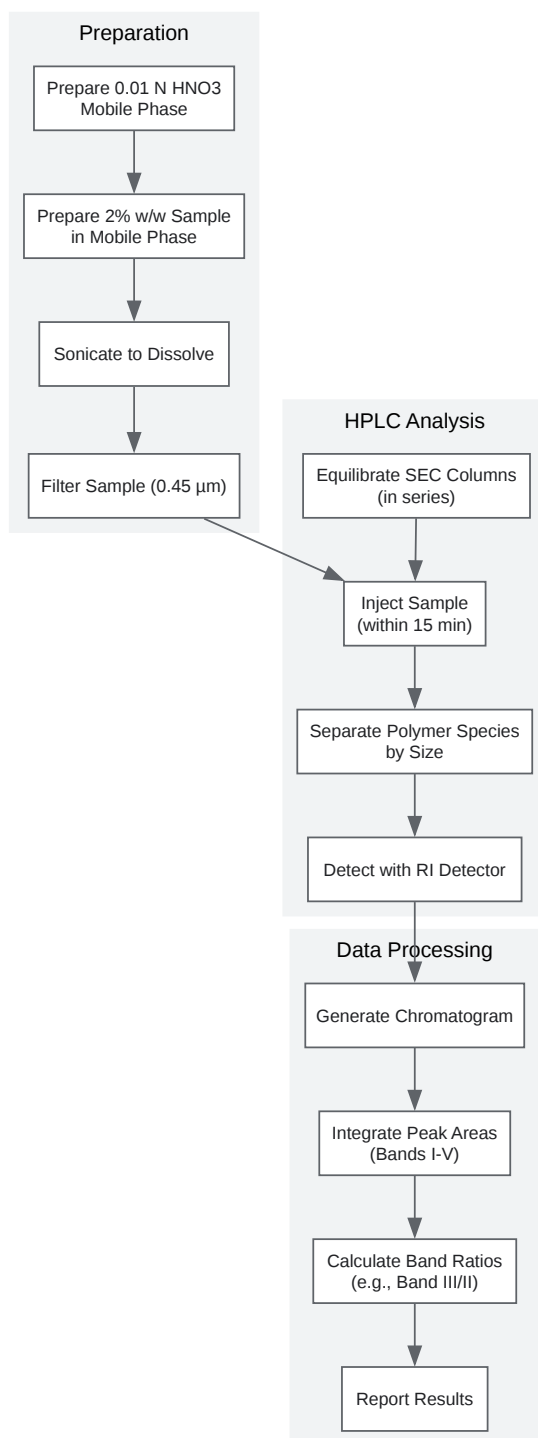 Preparation
Prepare 0.01 N HNO3
Mobile Phase
Prepare 2% w/w Sample
in Mobile Phase
Sonicate to Dissolve
Filter Sample (0.45 µm)
HPLC Analysis
Equilibrate SEC Columns
(in series)
Inject Sample
(within 15 min)
Separate Polymer Species
by Size
Detect with RI Detector
Data Processing
Generate Chromatogram
Integrate Peak Areas
(Bands I-V)
Calculate Band Ratios
(e.g., Band III/II)
Report Results